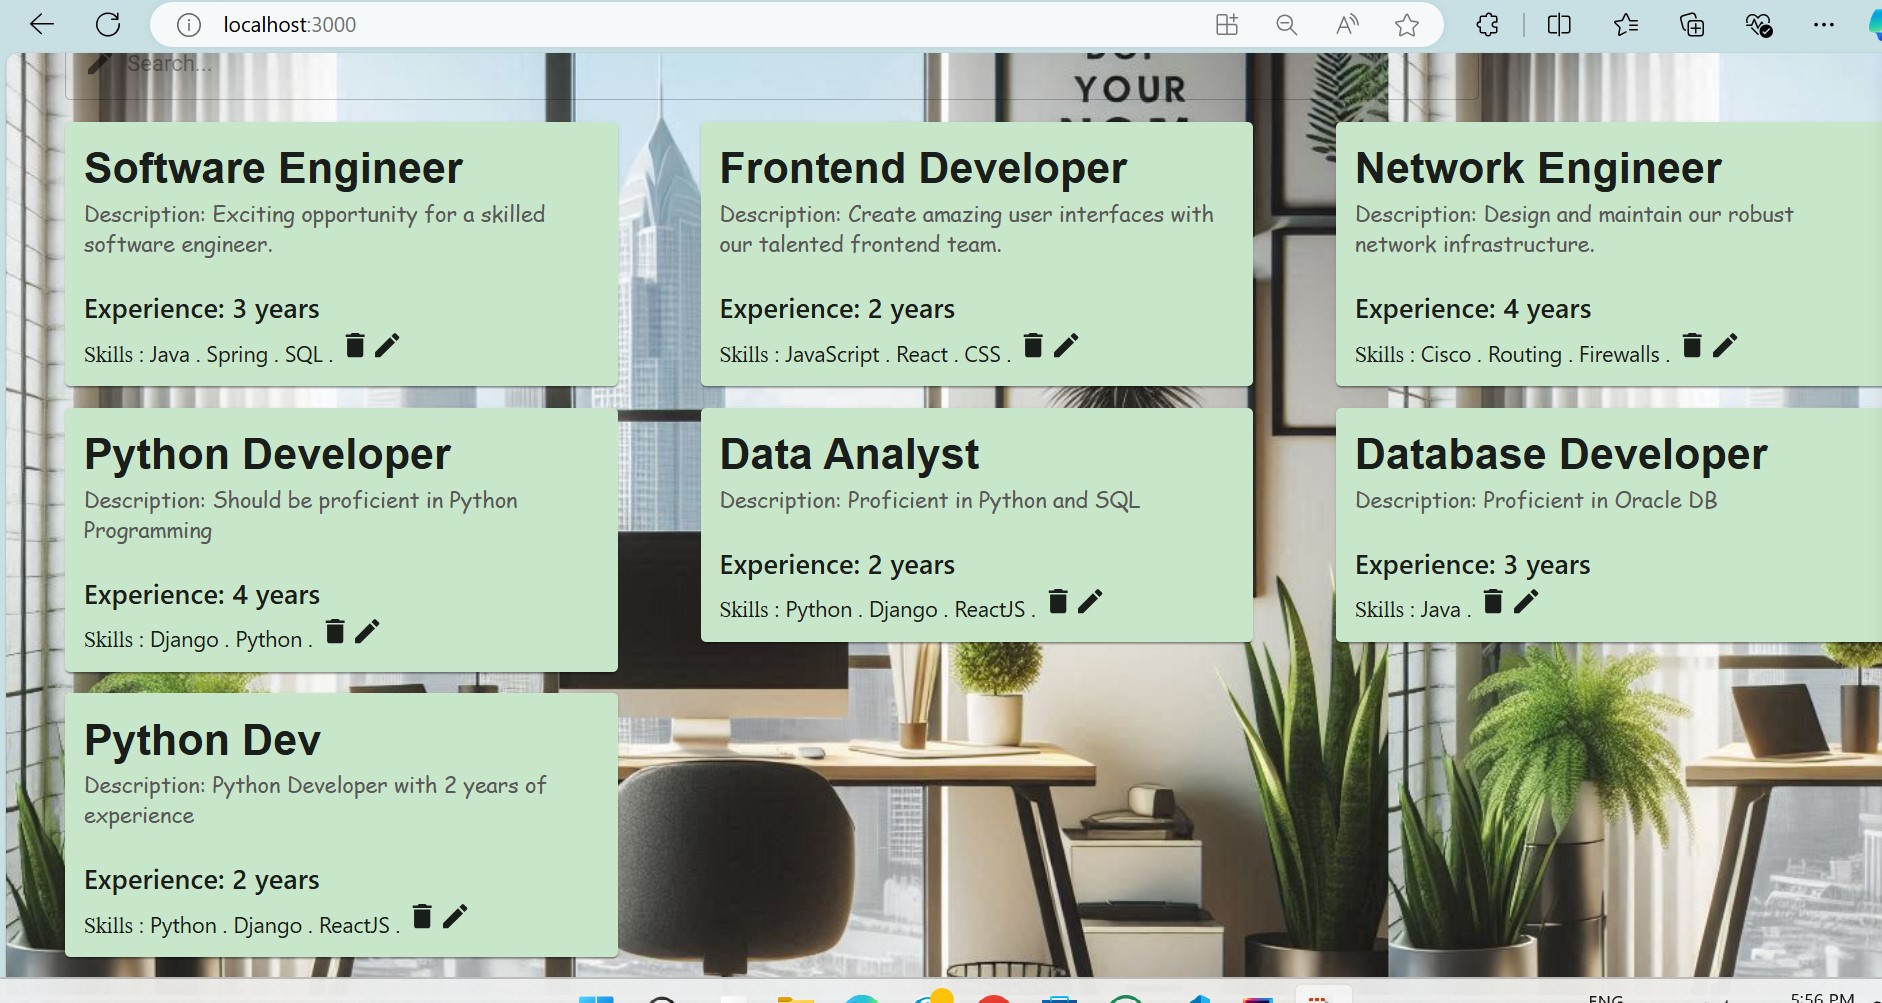 localhost:3000
Search...
YOUR
Software Engineer
Description: Exciting opportunity for a skilled
software engineer.
Experience: 3 years
Skills : Java . Spring . SQL .
Frontend Developer
Description: Create amazing user interfaces with
our talented frontend team.
Experience: 2 years
Skills : JavaScript . React . CSS .
Network Engineer
Description: Design and maintain our robust
network infrastructure.
Experience: 4 years
Skills : Cisco . Routing . Firewalls .
Python Developer
Description: Should be proficient in Python
Programming
Experience: 4 years
Skills : Django . Python .
Data Analyst
Description: Proficient in Python and SQL
Experience: 2 years
Skills : Python . Django . ReactJS .
Database Developer
Description: Proficient in Oracle DB
Experience: 3 years
Skills : Java .
Python Dev
Description: Python Developer with 2 years of
experience
Experience: 2 years
Skills : Python . Django . ReactJS .
ENG
5:56 PM